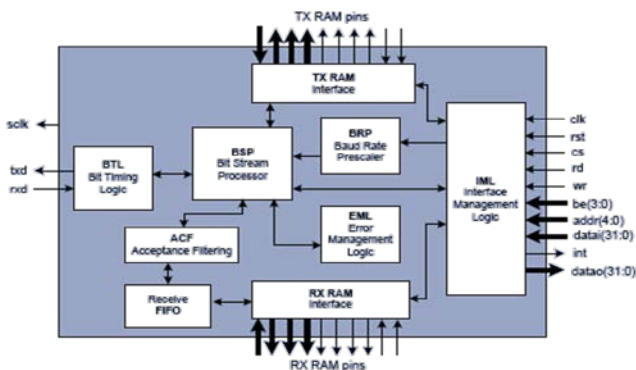 TX RAM pins
TX RAM
Interface
sclk
txd
rxd
BTL
Bit Timing
Logic
BSP
Bit Stream
Processor
BRP
Baud Rate
Prescaler
IML
Interface
Management
Logic
clk
rst
cs
rd
wr
be(3:0)
addr(4:0)
datai(31:0)
int
datao(31:0)
ACF
Acceptance Filtering
EML
Error
Management
Logic
Receive
FIFO
RX RAM
Interface
RX RAM pins